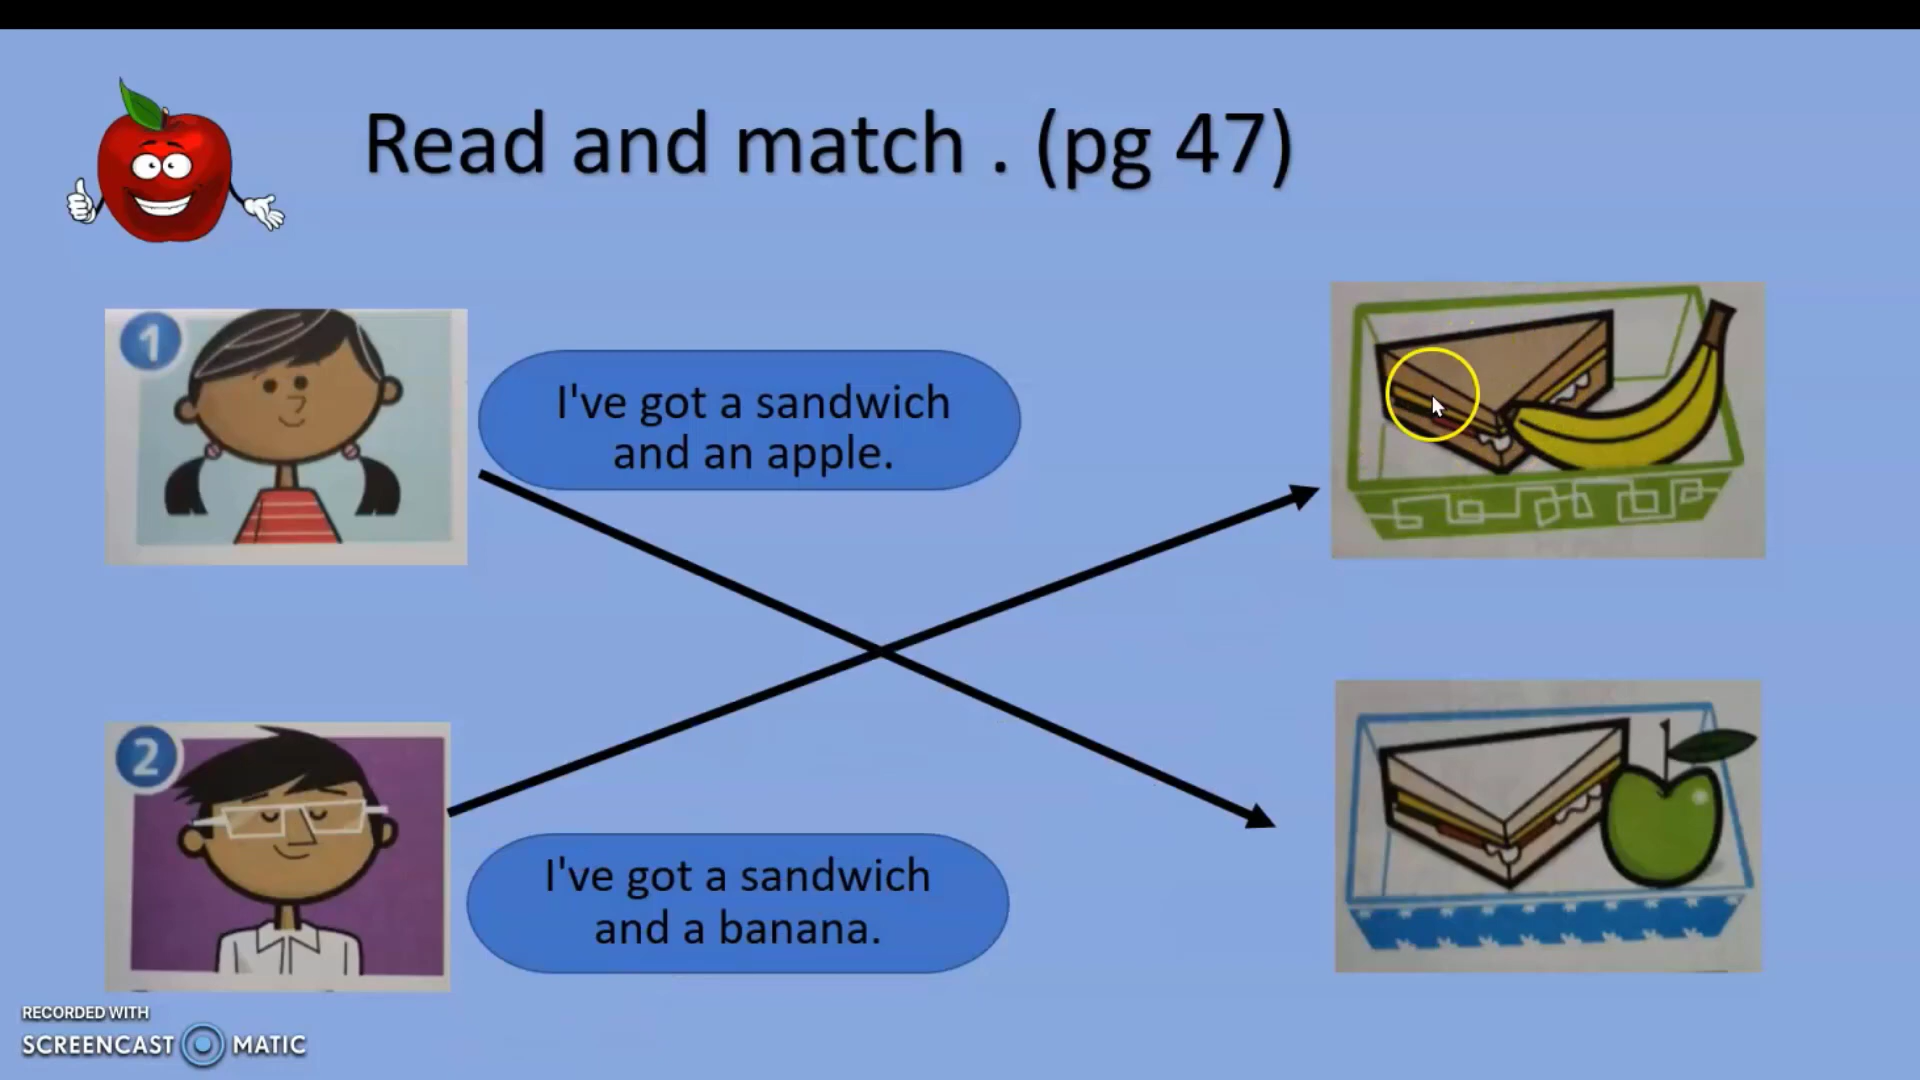 Read and match . (pg 47)
1
I've got a sandwich
and an apple.
2
I've got a sandwich
and a banana.
RECORDED WITH
SCREENCAST MATIC